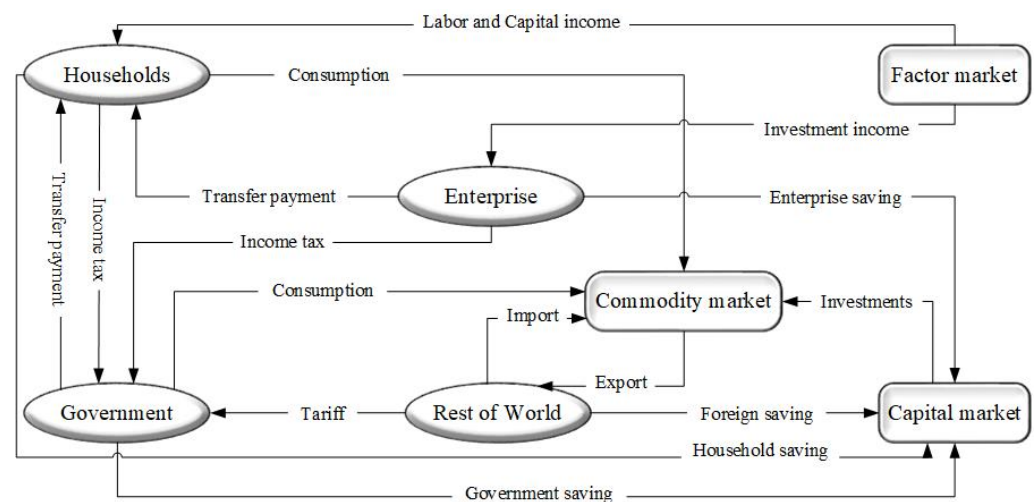 Labor and Capital income
Households
Consumption
Factor market
Investment income
Transfer payment
Enterprise
Enterprise saving
Transfer payment
Income tax
Income tax
Consumption
Commodity market
Investments
Import
Export
Government
Tariff
Rest of World
Foreign saving
Capital market
Household saving
Government saving